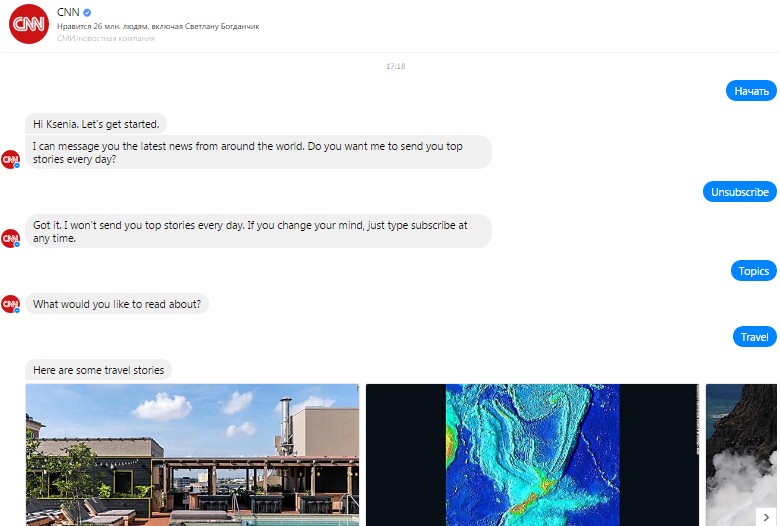 CNN
CNN
Нравится 26 млн. людям, включая Светлану Богданчик
СМИ/новостная компания
17:18
Начать
Hi Ksenia. Let's get started.
I can message you the latest news from around the world. Do you want me to send you top
stories every day?
CNN
Unsubscribe
Got it. I won't send you top stories every day. If you change your mind, just type subscribe at
any time.
CNN
Topics
What would you like to read about?
CNN
Travel
Here are some travel stories